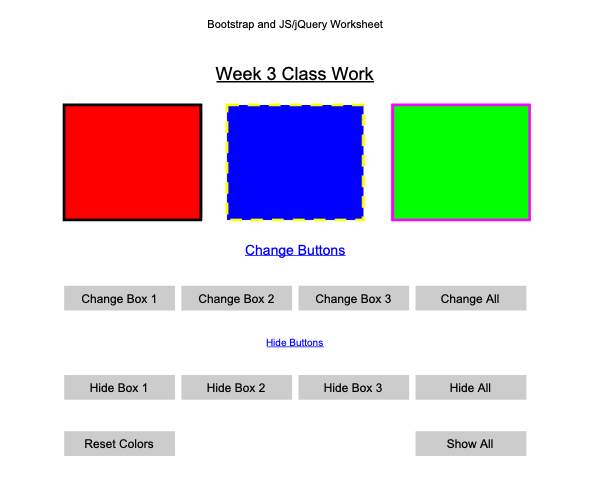 Bootstrap and JS/jQuery Worksheet
Week 3 Class Work
Change Buttons
Change Box 1 Change Box 2 Change Box 3 Change All
Hide Buttons
Hide Box 1 Hide Box 2 Hide Box 3 Hide All
Reset Colors Show All